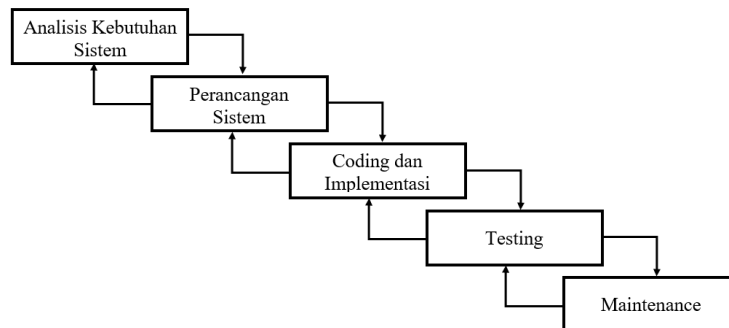 Analisis Kebutuhan
Sistem
Perancangan
Sistem
Coding dan
Implementasi
Testing
Maintenance